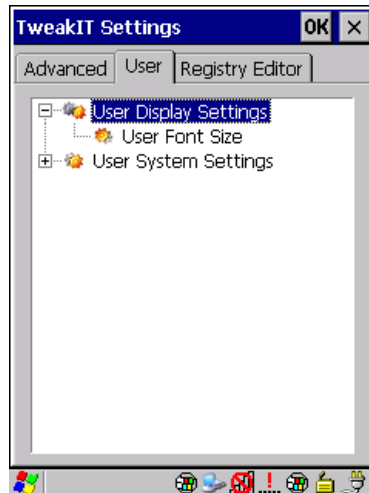 TweakIT Settings OK ×
Advanced User Registry Editor
User Display Settings
User Font Size
User System Settings